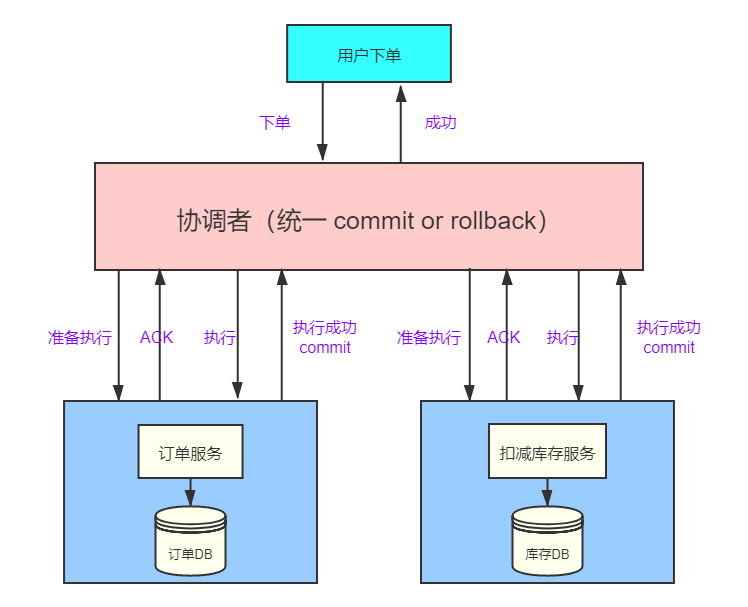 用户下单
下单
成功
协调者（统一 commit or rollback）
准备执行
ACK
执行
执行成功
commit
准备执行
ACK
执行
执行成功
commit
订单服务
订单DB
扣减库存服务
库存DB